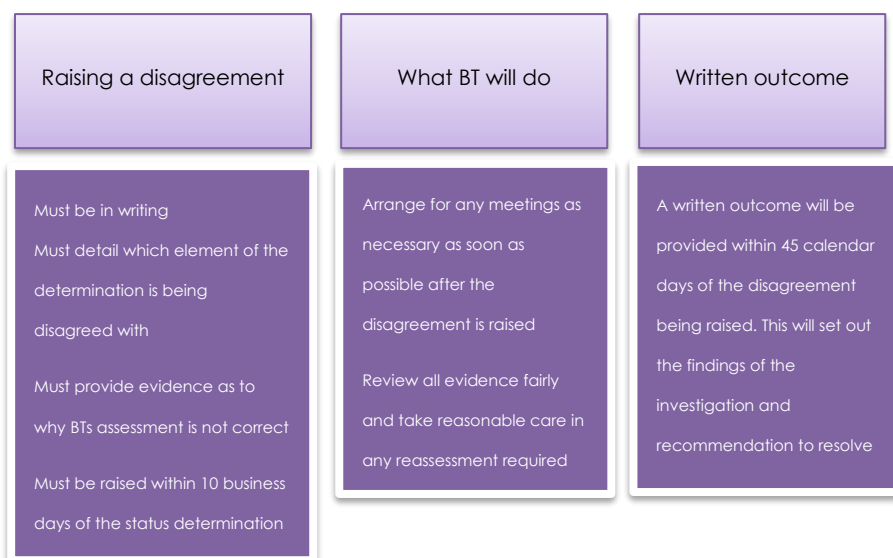 Raising a disagreement
Must be in writing
Must detail which element of the
determination is being
disagreed with
Must provide evidence as to
why BTs assessment is not correct
Must be raised within 10 business
days of the status determination
What BT will do
Arrange for any meetings as
necessary as soon as
possible after the
disagreement is raised
Review all evidence fairly
and take reasonable care in
any reassessment required
Written outcome
A written outcome will be
provided within 45 calendar
days of the disagreement
being raised. This will set out
the findings of the
investigation and
recommendation to resolve